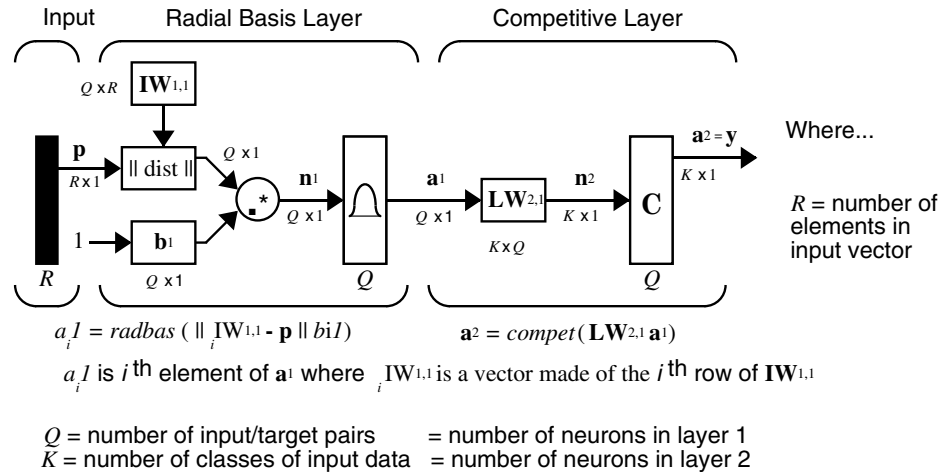 Input Radial Basis Layer Competitive Layer
Q x R IW1,1
p || dist || Q x 1 n1 a1 LW2,1 n2 C a2 = y Where...
R x 1 .* Q x 1 Q x 1 K x 1 K x 1
1 b1 K x Q R = number of
elements in
input vector
R Q x 1 Q Q
ai1 = radbas ( || iIW1,1 - p || bi1) a2 = compet( LW2,1 a1)
ai1 is i th element of a1 where iIW1,1 is a vector made of the i th row of IW1,1
Q = number of input/target pairs = number of neurons in layer 1
K = number of classes of input data = number of neurons in layer 2